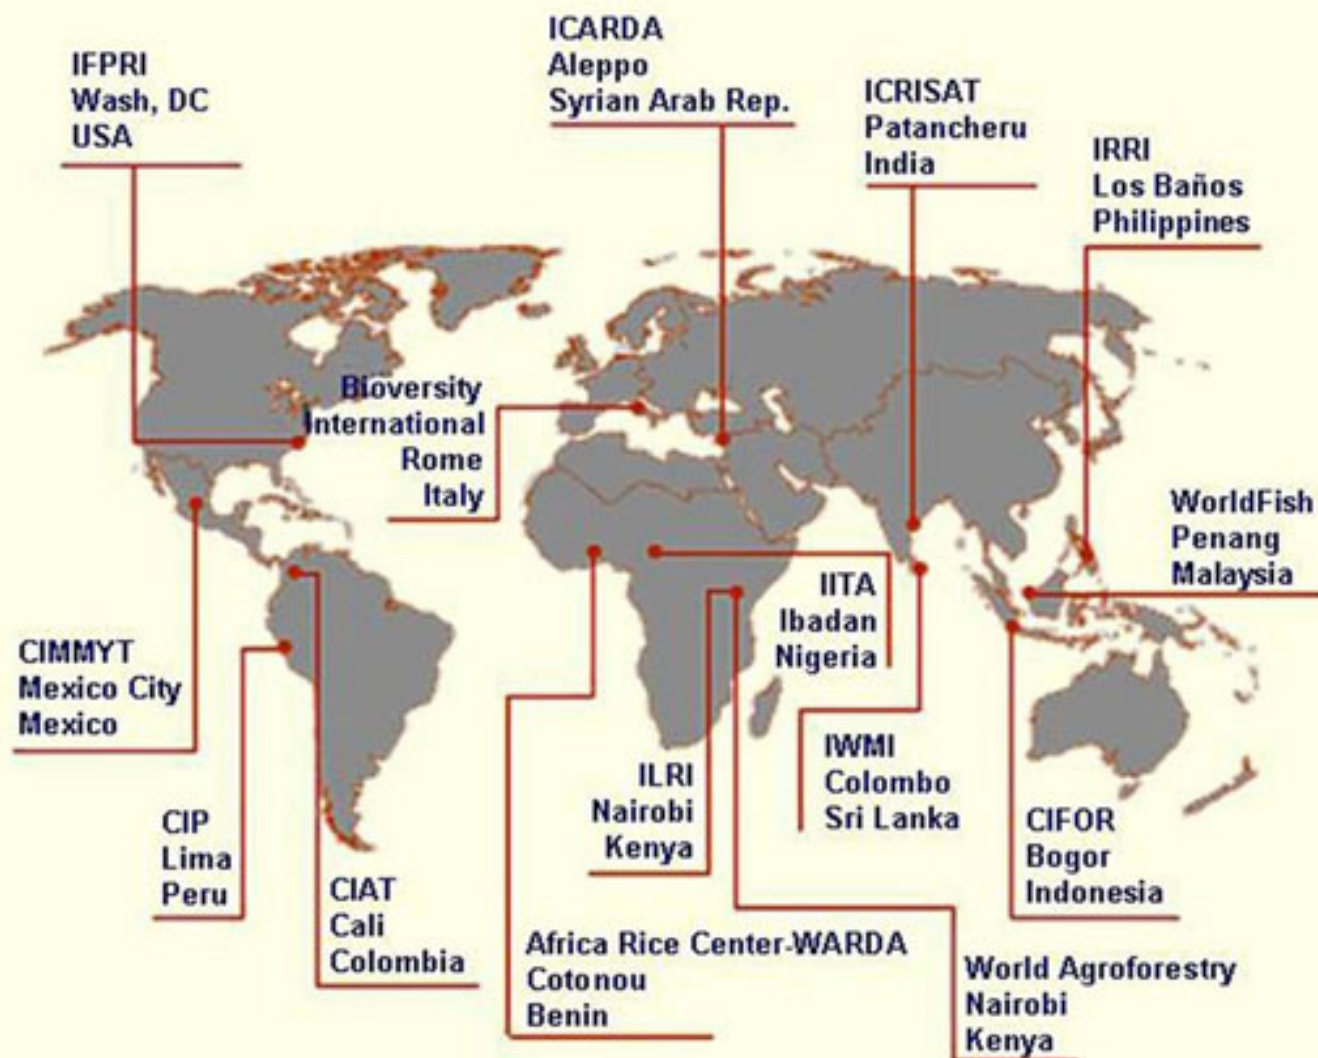 IFPRI
Wash, DC
USA
ICARDA
Aleppo
Syrian Arab Rep.
ICRISAT
Patancheru
India
IRRI
Los Baños
Philippines
Bioversity
International
Rome
Italy
WorldFish
Penang
Malaysia
IITA
Ibadan
Nigeria
CIMMYT
Mexico City
Mexico
ILRI
Nairobi
Kenya
IWMI
Colombo
Sri Lanka
CIP
Lima
Peru
CIFOR
Bogor
Indonesia
CIAT
Cali
Colombia
Africa Rice Center-WARDA
Cotonou
Benin
World Agroforestry
Nairobi
Kenya